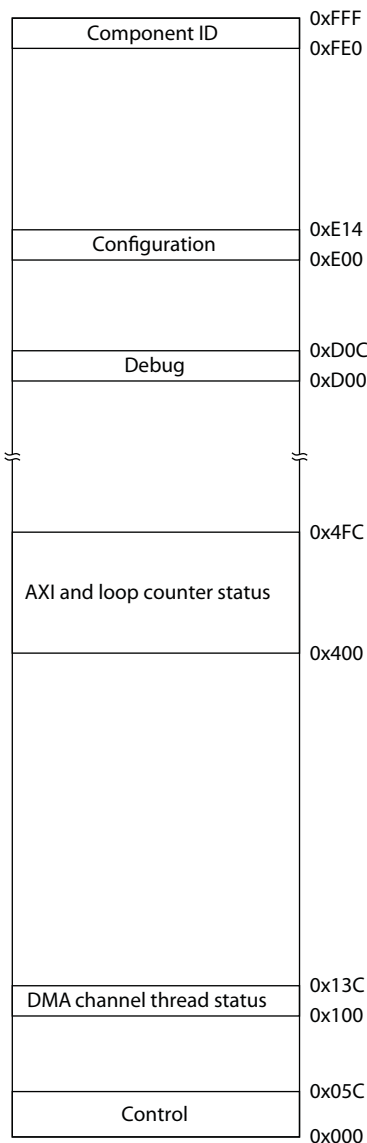 0xFFF
Component ID
0xFE0
0xE14
Configuration
0xE00
0xD0C
Debug
0xD00
0x4FC
AXI and loop counter status
0x400
0x13C
DMA channel thread status
0x100
0x05C
Control
0x000